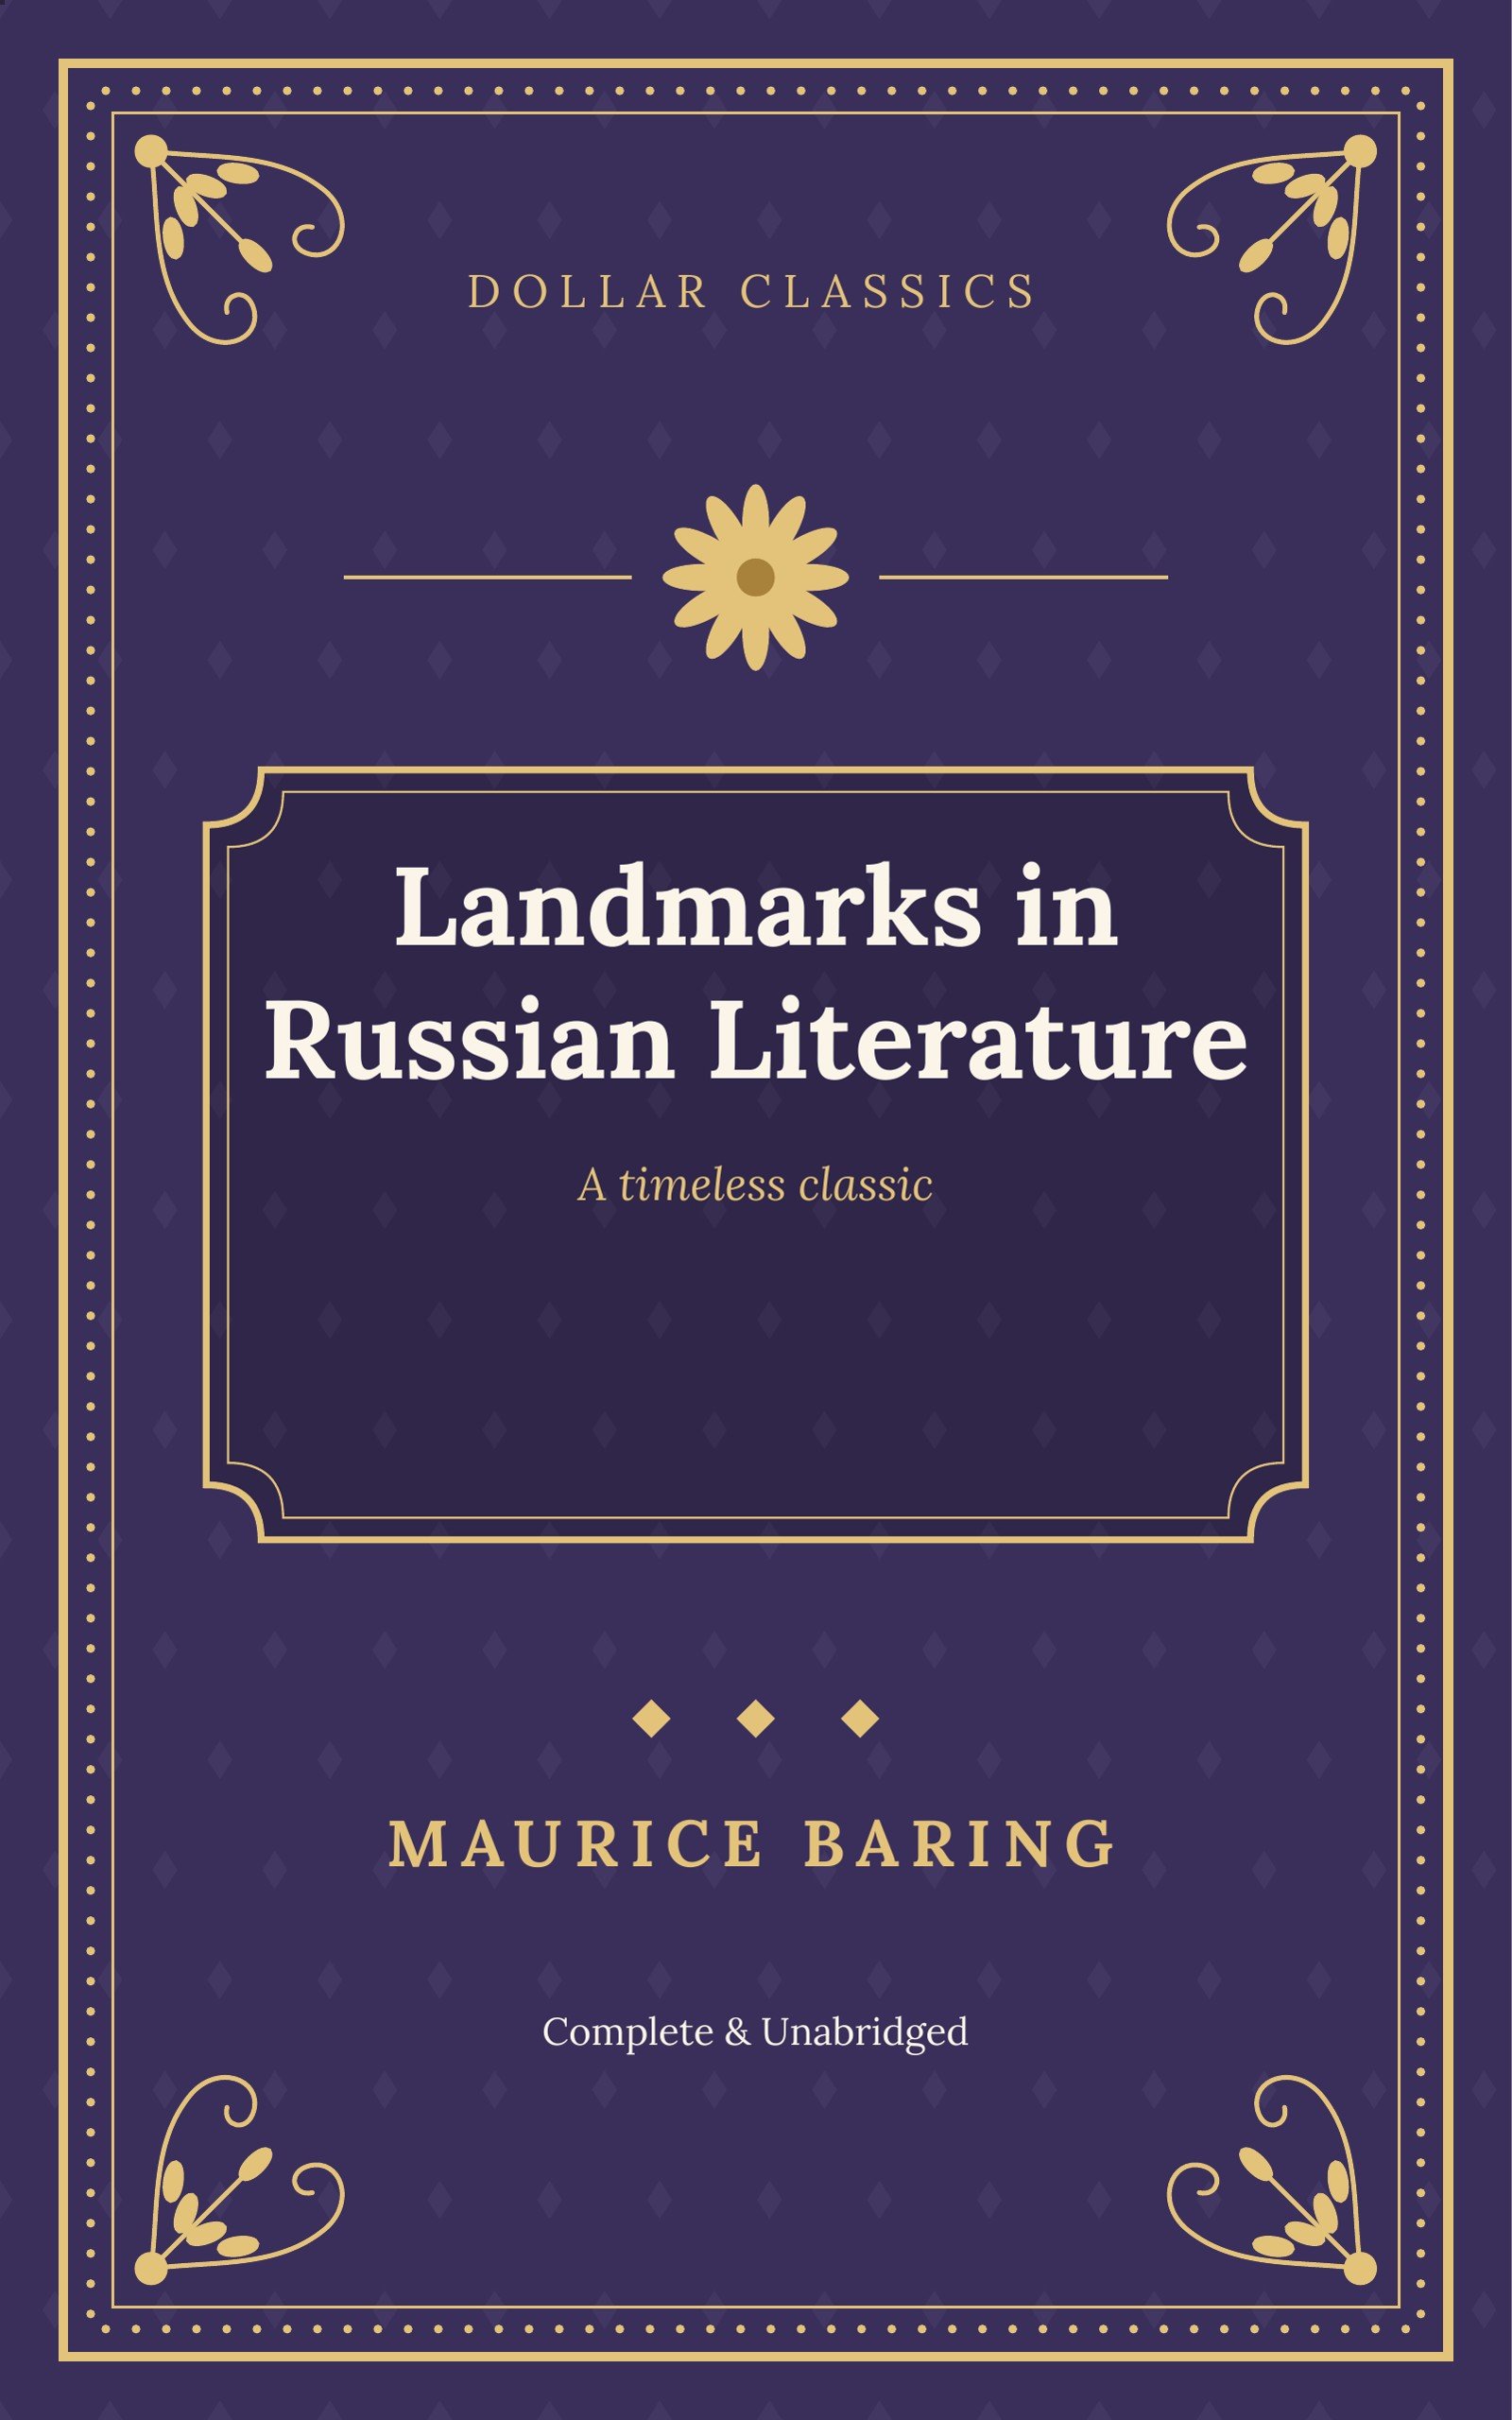 DOLLAR CLASSICS
Landmarks in
Russian Literature
A timeless classic
MAURICE BARING
Complete & Unabridged